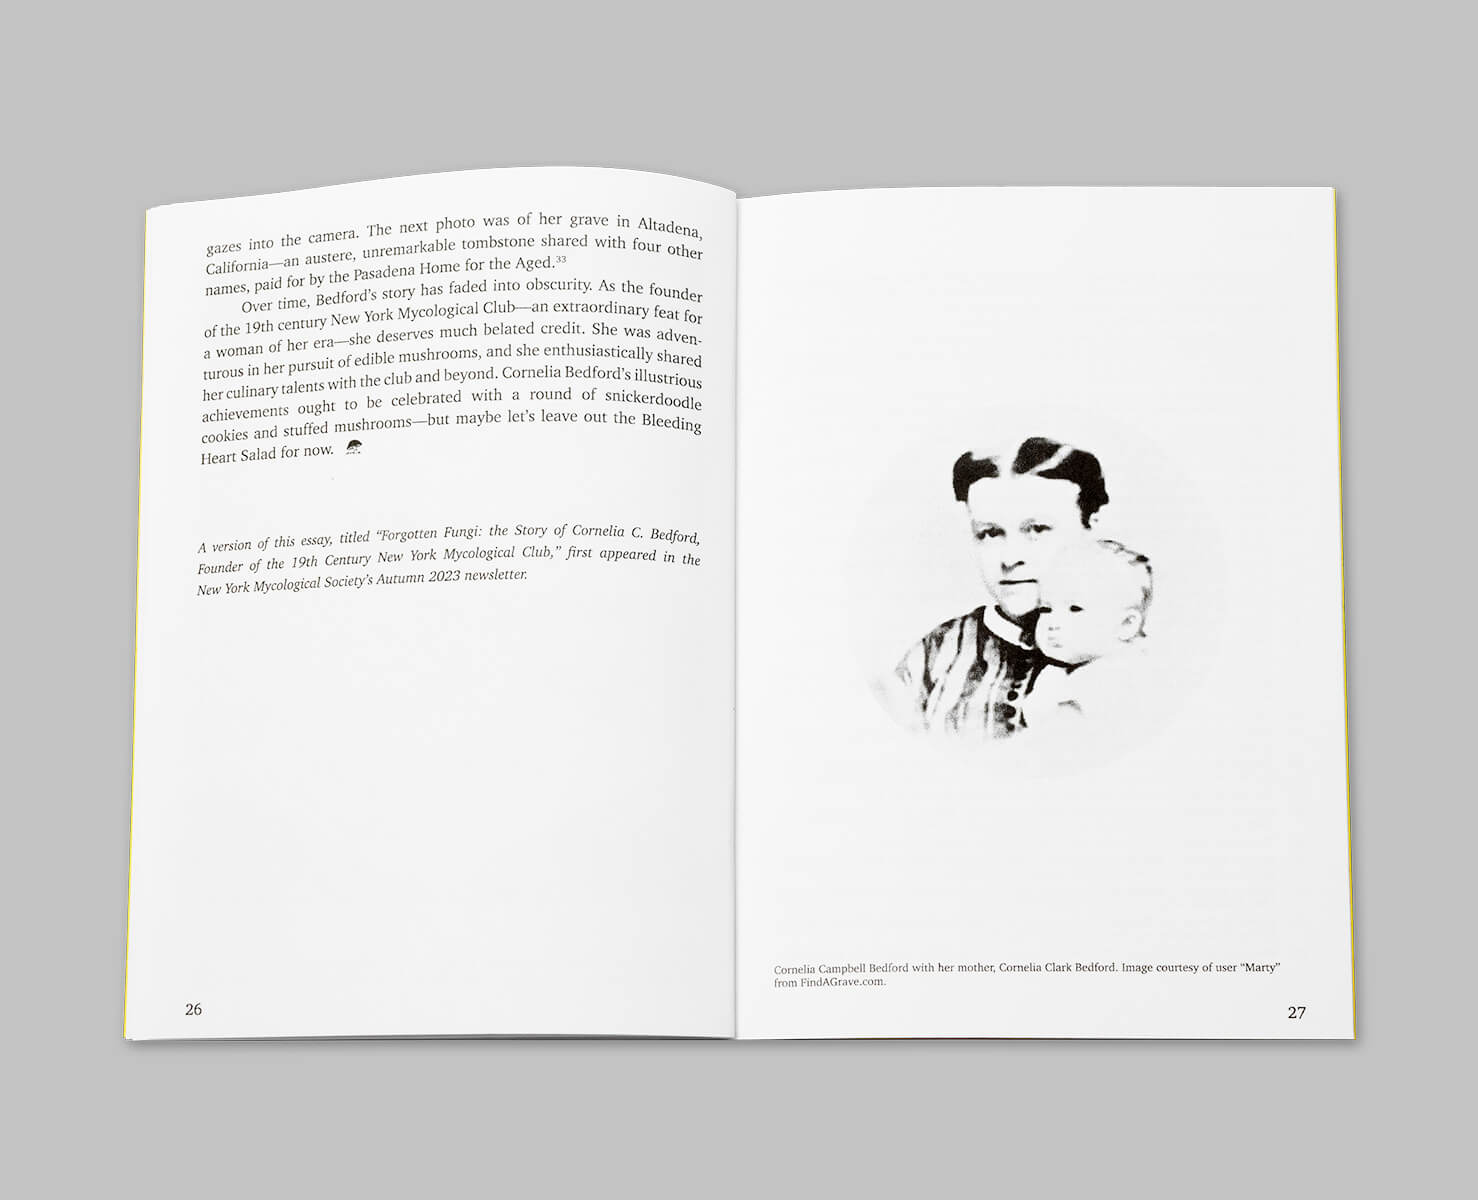 gazes into the camera. The next photo was of her grave in Altadena,
California—an austere, unremarkable tombstone shared with four other
names, paid for by the Pasadena Home for the Aged.³³
Over time, Bedford’s story has faded into obscurity. As the founder
of the 19th century New York Mycological Club—an extraordinary feat for
a woman of her era—she deserves much belated credit. She was adven-
turous in her pursuit of edible mushrooms, and she enthusiastically shared
her culinary talents with the club and beyond. Cornelia Bedford’s illustrious
achievements ought to be celebrated with a round of snickerdoodle
cookies and stuffed mushrooms—but maybe let’s leave out the Bleeding
Heart Salad for now.
A version of this essay, titled “Forgotten Fungi: the Story of Cornelia C. Bedford,
Founder of the 19th Century New York Mycological Club,” first appeared in the
New York Mycological Society’s Autumn 2023 newsletter.
26
Cornelia Campbell Bedford with her mother, Cornelia Clark Bedford. Image courtesy of user “Marty”
from FindAGrave.com.
27